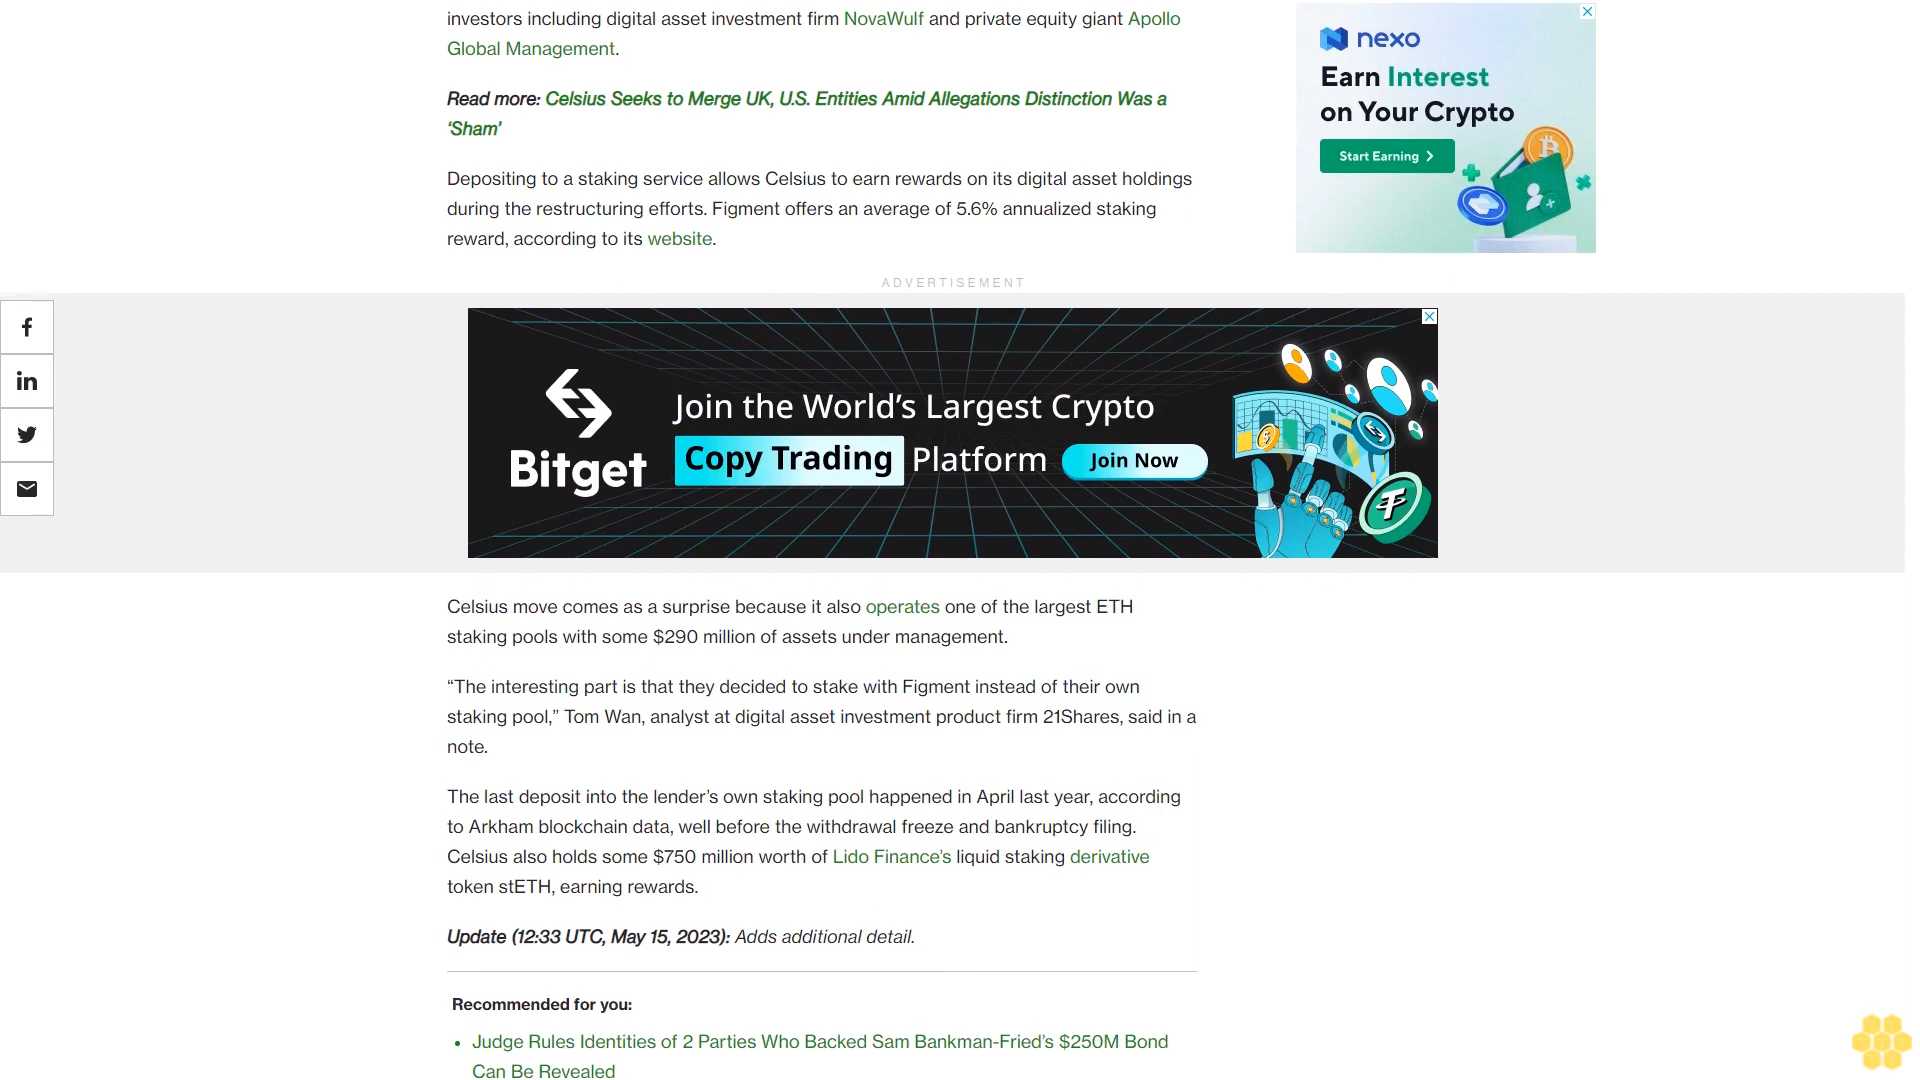 investors including digital asset investment firm NovaWulf and private equity giant Apollo
Global Management.
Read more: Celsius Seeks to Merge UK, U.S. Entities Amid Allegations Distinction Was a
‘Sham’
Depositing to a staking service allows Celsius to earn rewards on its digital asset holdings
during the restructuring efforts. Figment offers an average of 5.6% annualized staking
reward, according to its website.
nexo
Earn Interest
on Your Crypto
Start Earning
ADVERTISEMENT
Bitget
Join the World’s Largest Crypto
Copy Trading Platform
Join Now
Celsius move comes as a surprise because it also operates one of the largest ETH
staking pools with some $290 million of assets under management.
“The interesting part is that they decided to stake with Figment instead of their own
staking pool,” Tom Wan, analyst at digital asset investment product firm 21Shares, said in a
note.
The last deposit into the lender’s own staking pool happened in April last year, according
to Arkham blockchain data, well before the withdrawal freeze and bankruptcy filing.
Celsius also holds some $750 million worth of Lido Finance’s liquid staking derivative
token stETH, earning rewards.
Update (12:33 UTC, May 15, 2023): Adds additional detail.
Recommended for you:
• Judge Rules Identities of 2 Parties Who Backed Sam Bankman-Fried’s $250M Bond
Can Be Revealed